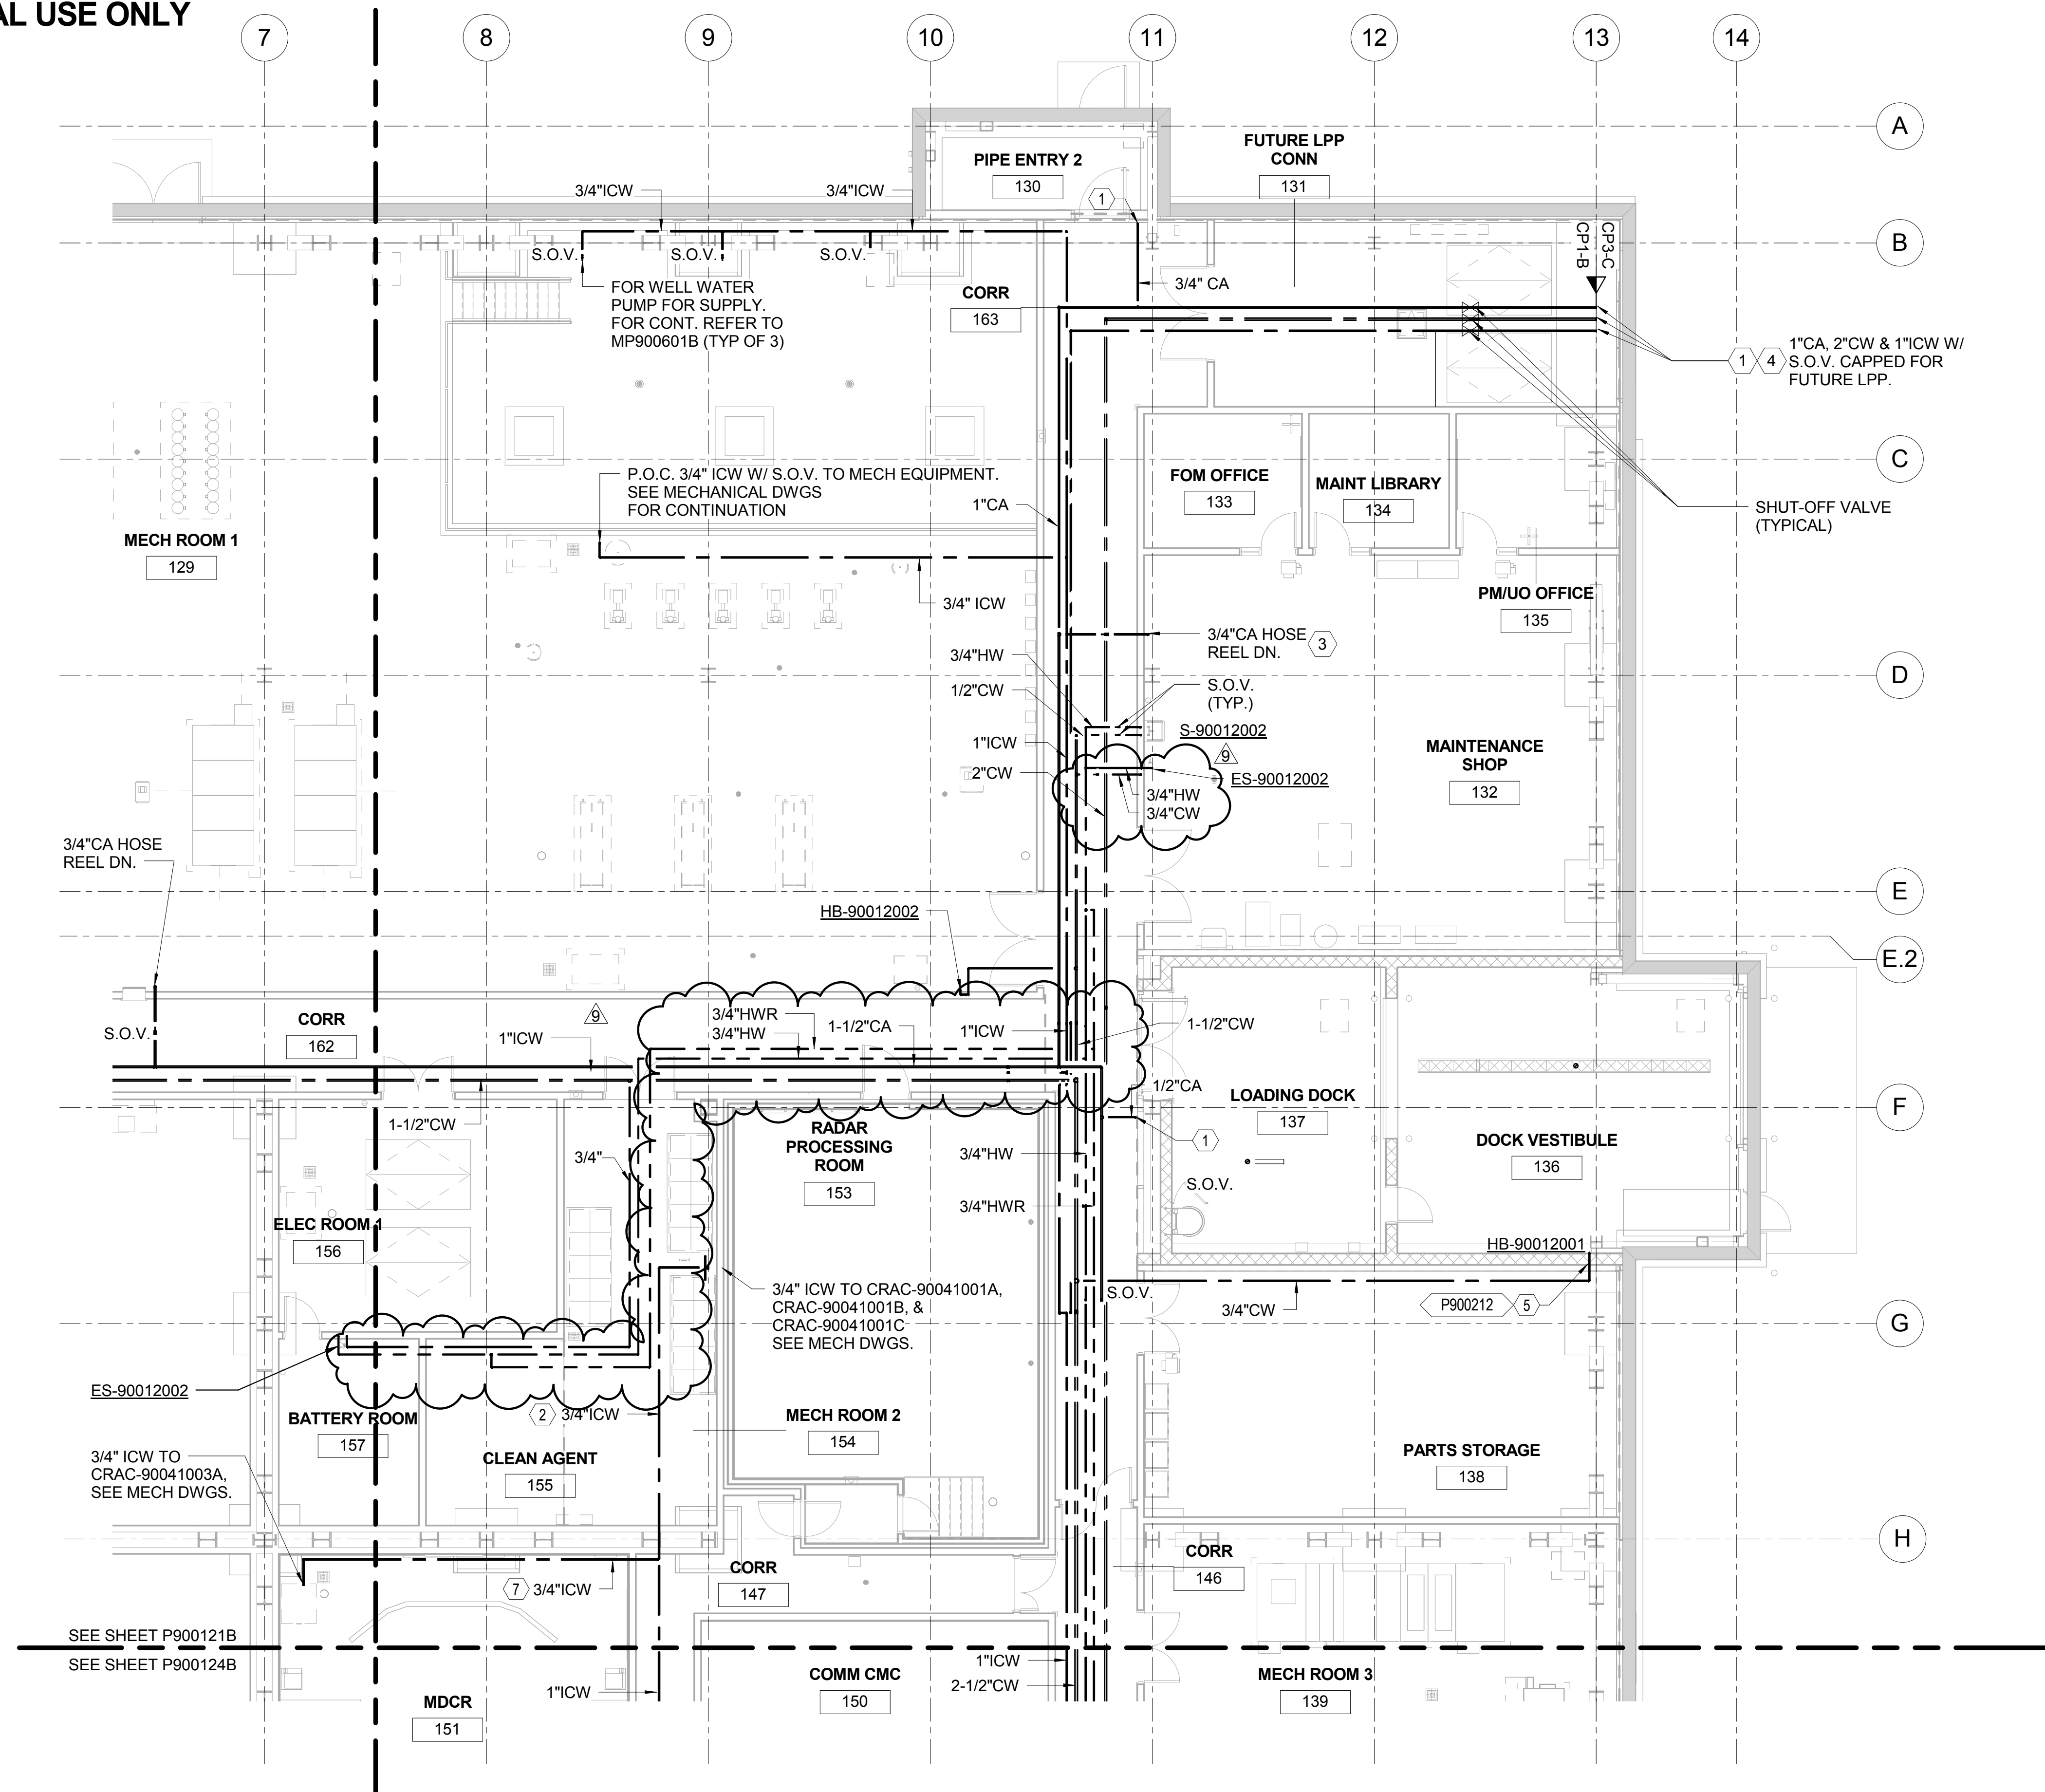 AL USE ONLY
7
8
9
10
11
12
13
14
A
B
C
D
E
E.2
F
G
H
PIPE ENTRY 2
130
FUTURE LPP
CONN
131
3/4"ICW
3/4"ICW
1
CP1-B
CP3-C
S.O.V.
S.O.V.
S.O.V.
FOR WELL WATER
PUMP FOR SUPPLY.
FOR CONT. REFER TO
MP900601B (TYP OF 3)
CORR
163
3/4" CA
1
4
1"CA, 2"CW & 1"ICW W/
S.O.V. CAPPED FOR
FUTURE LPP.
P.O.C. 3/4" ICW W/ S.O.V. TO MECH EQUIPMENT.
SEE MECHANICAL DWGS
FOR CONTINUATION
1"CA
FOM OFFICE
133
MAINT LIBRARY
134
SHUT-OFF VALVE
(TYPICAL)
MECH ROOM 1
129
3/4" ICW
PM/UO OFFICE
135
3/4"CA HOSE
REEL DN.
3
3/4"HW
1/2"CW
S.O.V.
(TYP.)
S-90012002
9
1"ICW
2"CW
ES-90012002
3/4"HW
3/4"CW
MAINTENANCE
SHOP
132
3/4"CA HOSE
REEL DN.
HB-90012002
S.O.V.
CORR
162
9
1"ICW
3/4"HWR
3/4"HW
1-1/2"CA
1"ICW
1-1/2"CW
1/2"CA
1
1-1/2"CW
LOADING DOCK
137
DOCK VESTIBULE
136
RADAR
PROCESSING
ROOM
153
3/4"
3/4"HW
3/4"HWR
S.O.V.
ELEC ROOM 1
156
HB-90012001
3/4" ICW TO CRAC-90041001A,
CRAC-90041001B, &
CRAC-90041001C
SEE MECH DWGS.
S.O.V.
3/4"CW
P900212
5
ES-90012002
BATTERY ROOM
157
2
3/4"ICW
MECH ROOM 2
154
CLEAN AGENT
155
PARTS STORAGE
138
3/4" ICW TO
CRAC-90041003A,
SEE MECH DWGS.
CORR
147
CORR
146
7
3/4"ICW
SEE SHEET P900121B
SEE SHEET P900124B
1"ICW
MDCR
151
COMM CMC
150
1"ICW
2-1/2"CW
MECH ROOM 3
139